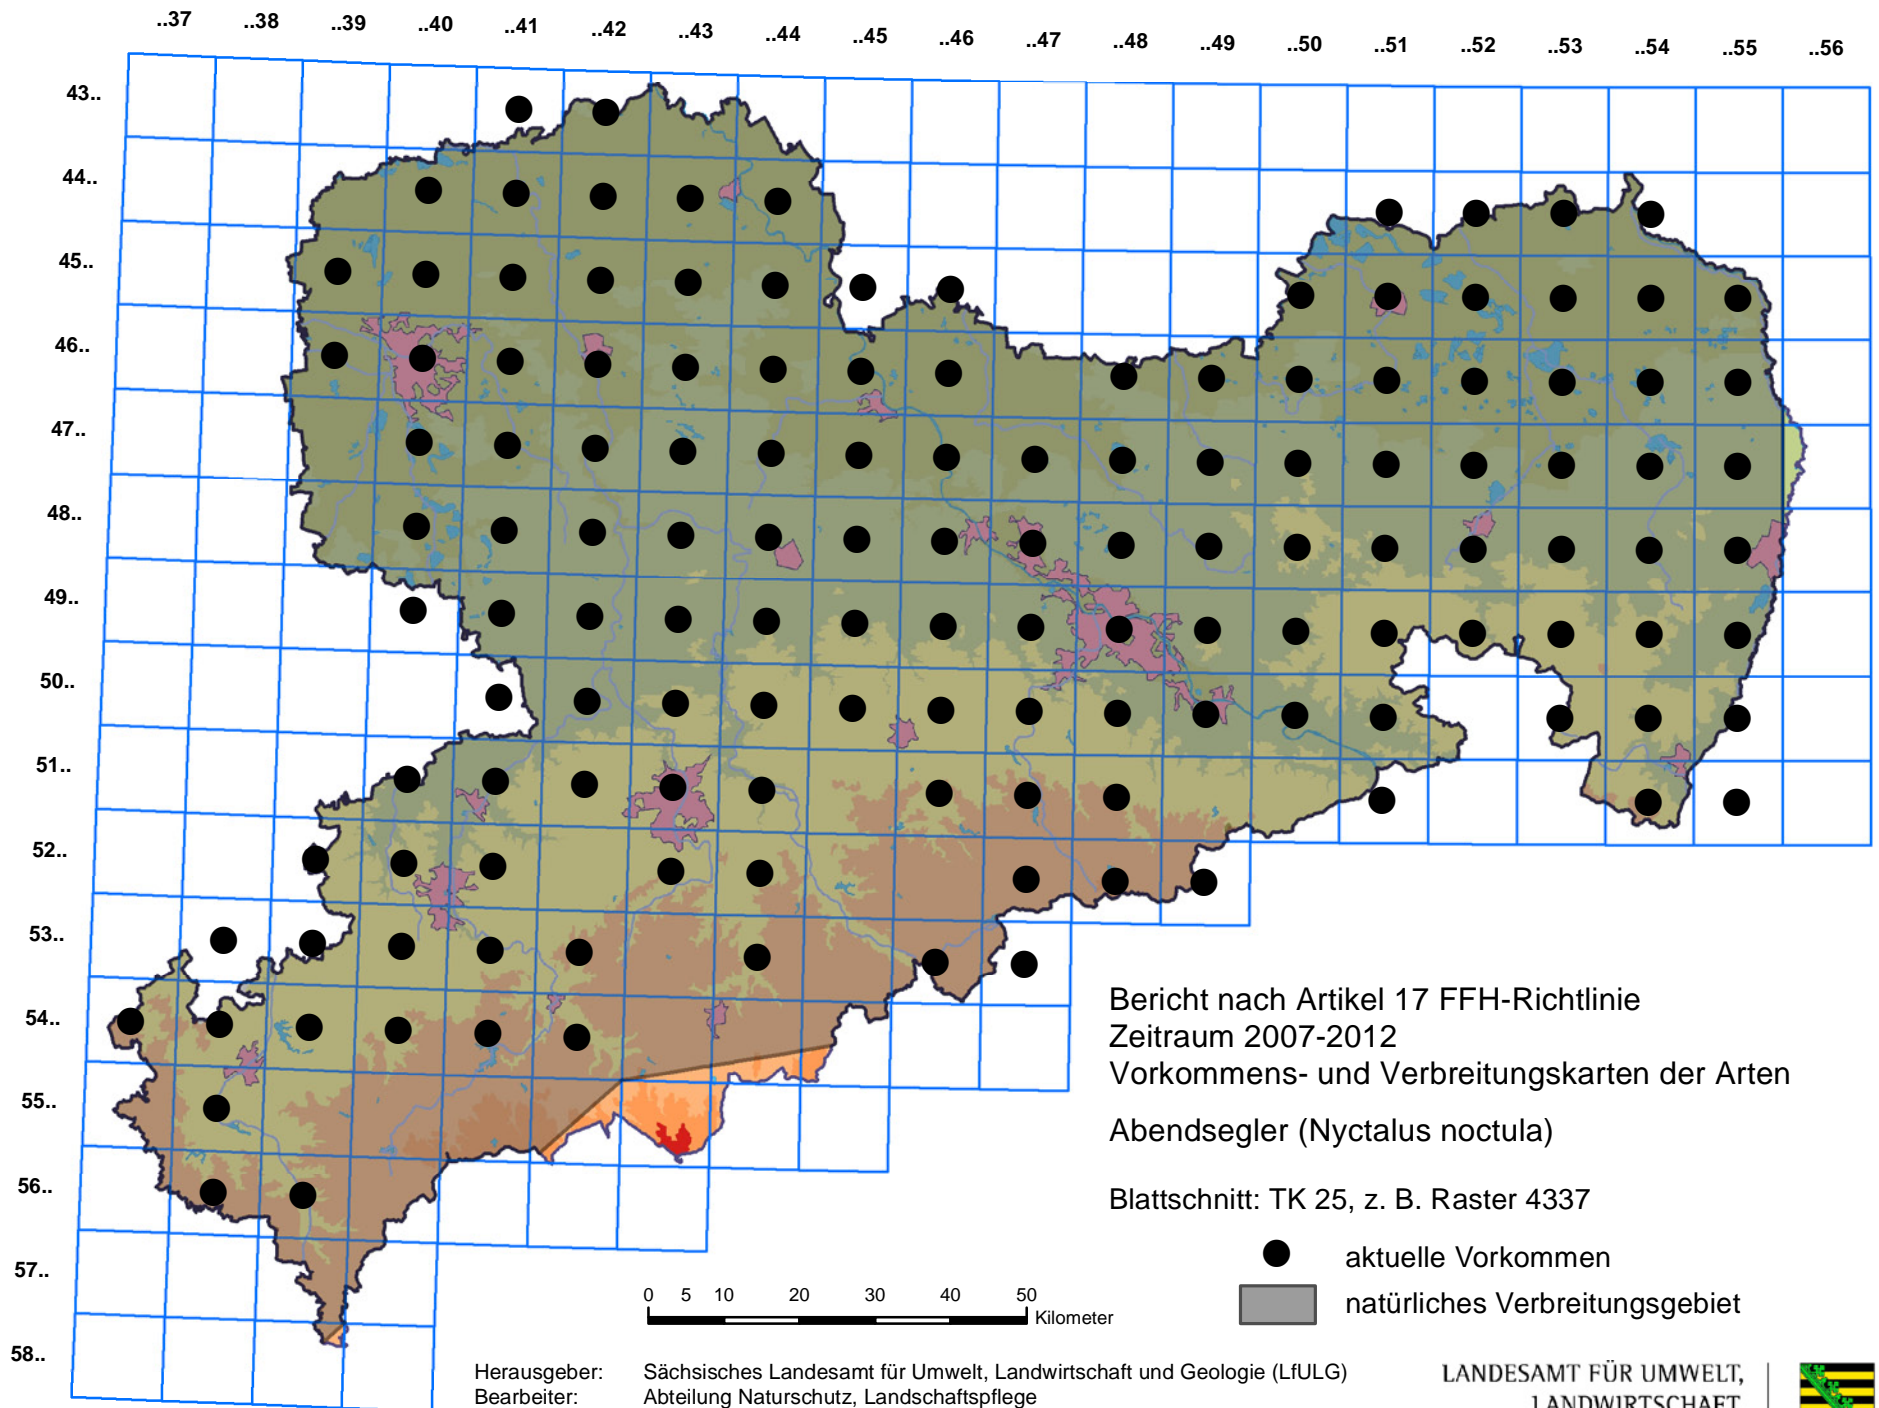 ..37 ..38 ..39 ..40 ..41 ..42 ..43 ..44 ..45 ..46 ..47 ..48 ..49 ..50 ..51 ..52 ..53 ..54 ..55 ..56
43..
44..
45..
46..
47..
48..
49..
50..
51..
52..
53..
54..
55..
56..
57..
58..
Bericht nach Artikel 17 FFH-Richtlinie
Zeitraum 2007-2012
Vorkommens- und Verbreitungskarten der Arten
Abendsegler (Nyctalus noctula)
Blattschnitt: TK 25, z. B. Raster 4337
aktuelle Vorkommen
natürliches Verbreitungsgebiet
0 5 10 20 30 40 50
Kilometer
Herausgeber: Sächsisches Landesamt für Umwelt, Landwirtschaft und Geologie (LfULG)
Bearbeiter: Abteilung Naturschutz, Landschaftspflege
LANDESAMT FÜR UMWELT,
LANDWIRTSCHAFT